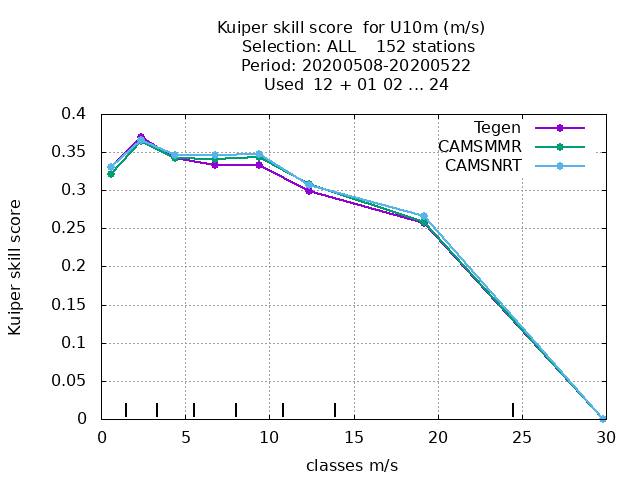 Kuiper skill score  for U10m (m/s)
Selection: ALL    152 stations
Period: 20200508-20200522
Used  12 + 01 02 ... 24
Tegen
CAMSMMR
CAMSNRT
Kuiper skill score
0.4
0.35
0.3
0.25
0.2
0.15
0.1
0.05
0
0 5 10 15 20 25 30
classes m/s